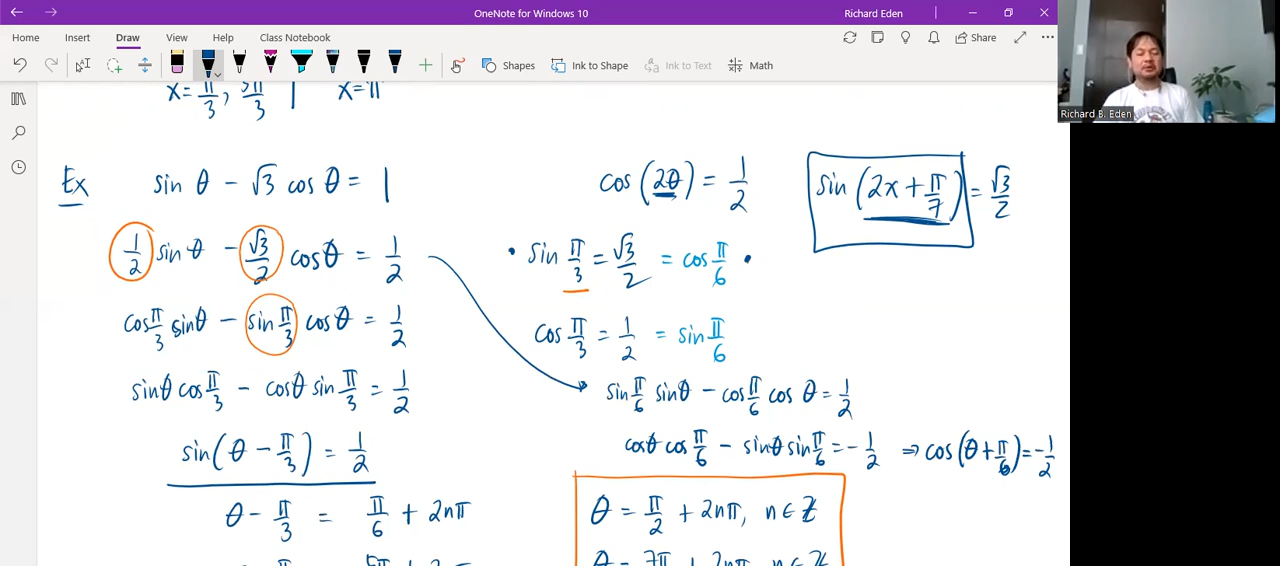 OneNote for Windows 10
Richard Eden
Home Insert Draw View Help Class Notebook
Share
Shapes Ink to Shape Ink to Text Math
Richard B. Eden
x = π/3, 5π/3 | x = π
Ex sin θ - √3 cos θ = 1
1/2 sin θ - √3/2 cos θ = 1/2
cos π/3 sin θ - sin π/3 cos θ = 1/2
sin θ cos π/3 - cos θ sin π/3 = 1/2
sin(θ - π/3) = 1/2
θ - π/3 = π/6 + 2nπ
cos(2θ) = 1/2
sin(2x + π/7) = √3/2
• sin π/3 = √3/2 = cos π/6 •
cos π/3 = 1/2 = sin π/6
sin π/6 sin θ - cos π/6 cos θ = 1/2
cos θ cos π/6 - sin θ sin π/6 = -1/2 ⇒ cos(θ + π/6) = -1/2
θ = π/2 + 2nπ, n ∈ ℤ
θ = 7π + 2nπ, n ∈ ℤ